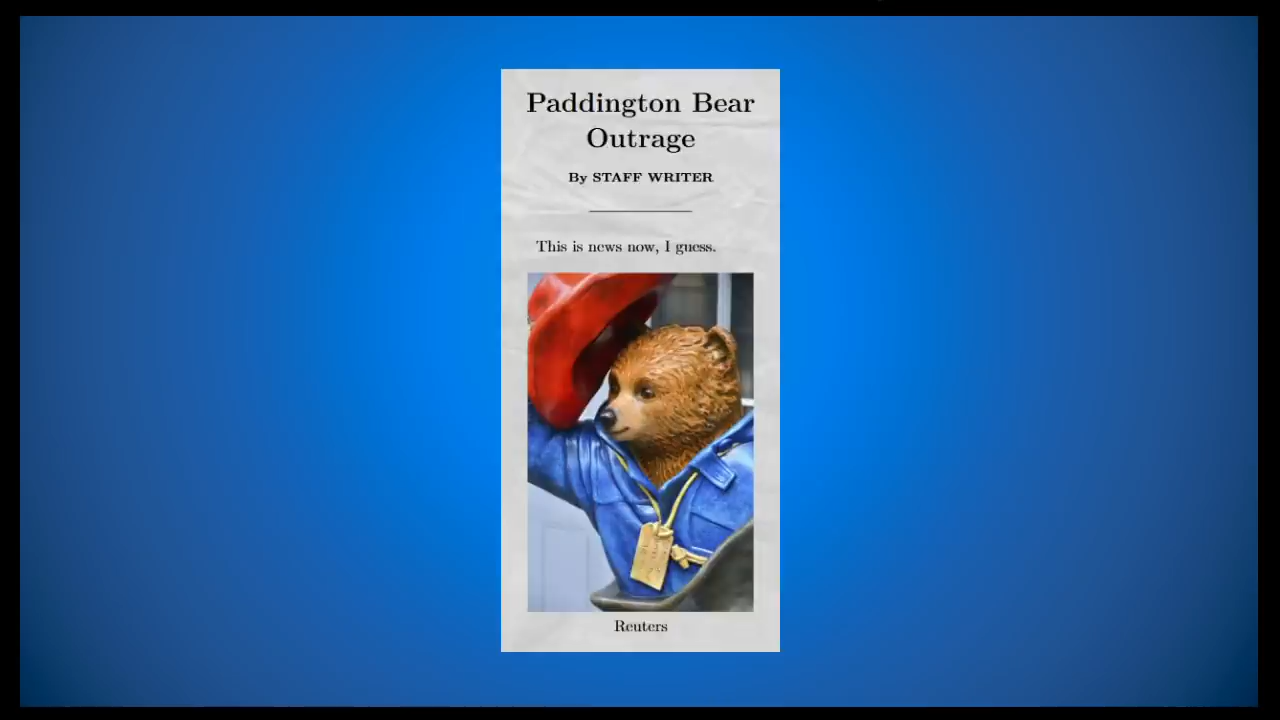 Paddington Bear
Outrage
By STAFF WRITER
This is news now, I guess.
Reuters